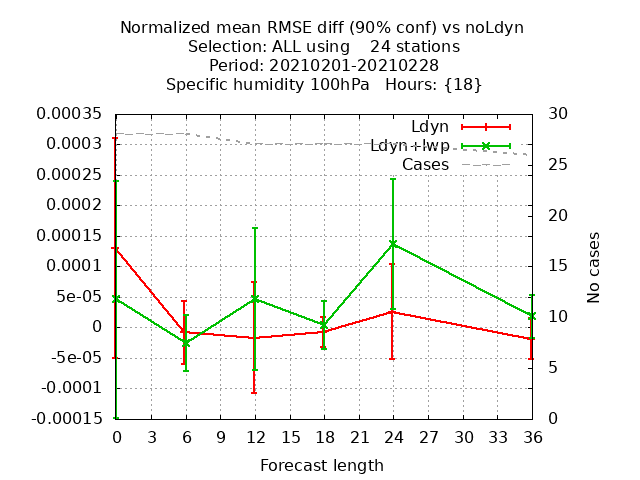 Normalized mean RMSE diff (90% conf) vs noLdyn
Selection: ALL using    24 stations
Period: 20210201-20210228
Specific humidity 100hPa   Hours: {18}
0.00035
0.0003
0.00025
0.0002
0.00015
0.0001
5e-05
0
-5e-05
-0.0001
-0.00015
Ldyn
Ldyn+lwp
Cases
30
25
20
15
10
5
0
No cases
0 3 6 9 12 15 18 21 24 27 30 33 36
Forecast length